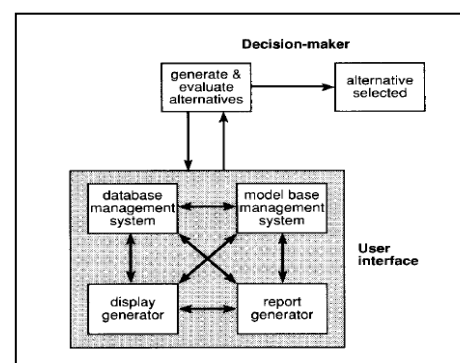 Decision-maker
generate &
evaluate
alternatives
alternative
selected
database
management
system
model base
management
system
User
interface
display
generator
report
generator